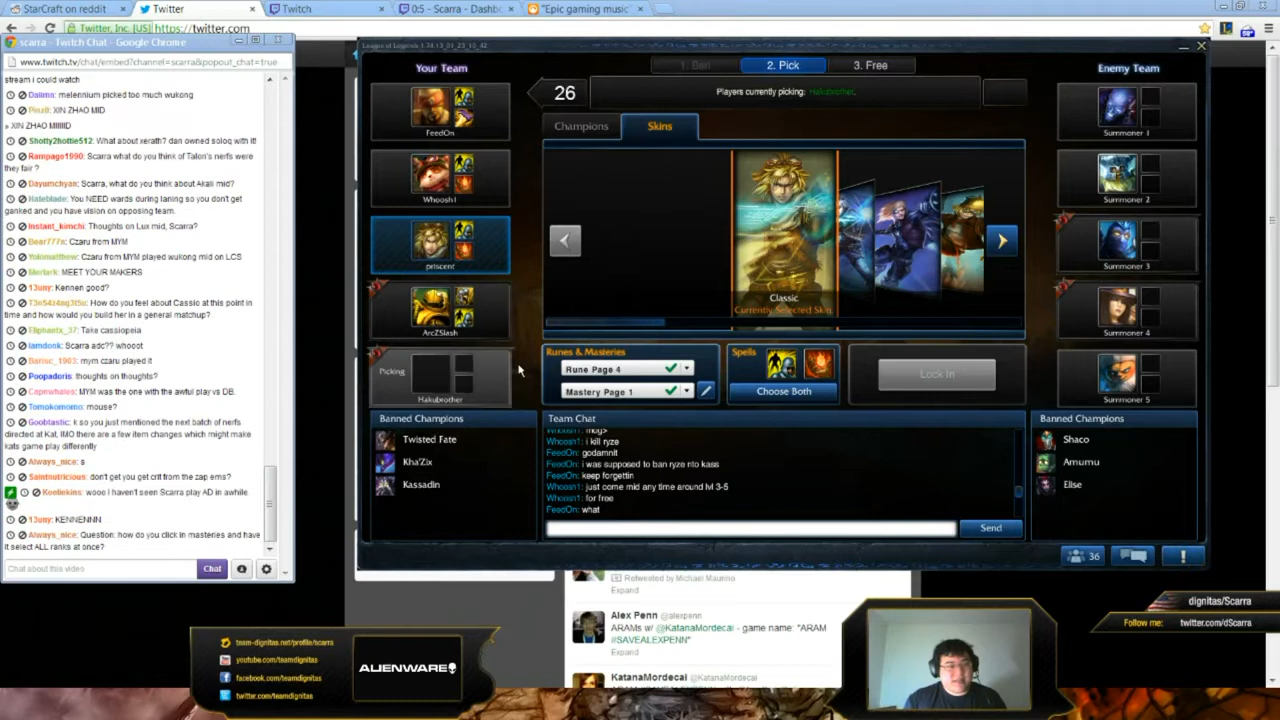 StarCraft on reddit
Twitter
Twitch
0:5 - Scarra - Dashbo
"Epic gaming music"
Twitter, Inc. [US] https://twitter.com
scarra - Twitch Chat - Google Chrome
www.twitch.tv/chat/embed?channel=scarra&popout_chat=true
stream i could watch
Dalimn: melennium picked too much wukong
XIN ZHAO MID
» XIN ZHAO MIIIIIID
Shotty2hottie512: What about xerath? dan owned solog with it!
Rampage1990: Scarra what do you think of Talon's nerfs were
they fair ?
Dayumchyan: Scarra, what do you think about Akali mid?
Hateblade: You NEED wards during laning so you don't get
ganked and you have vision on opposing team.
Instant_kimchi: Thoughts on Lux mid, Scarra?
Bear777n: Czaru from MYM
Yolomatthew: Czaru from MYM played wukong mid on LCS
Merlark: MEET YOUR MAKERS
13uny: Kennen good?
How do you feel about Cassio at this point in
time and how would you build her in a general matchup?
Eliphantx_37: Take cassiopeia
Iamdonk: Scarra adc?? whooot
Barisc_1903: mym czaru played it
Poopadoris: thoughts on thoughts?
Capnwhales: MYM was the one with the awful play vs DB.
Tomokomomo: mouse?
Goobtastic: k so you just mentioned the next batch of nerfs
directed at Kat, IMO there are a few item changes which might make
kats game play differently
Always_nice: s
Saintnutricious: don't you get crit from the zap ems?
Keeliekins: wooo i haven't seen Scarra play AD in awhile.
13uny: KENNENNN
Always_nice: Question: how do you click in masteries and have
it select ALL ranks at once?
Chat about this video
Chat
League of Legends 1.74.13_01_23_10_42
Your Team
FeedOn
Whoosh1
priscent
ArcZSlash
Picking
Hakubrother
1. Ban
2. Pick
3. Free
26
Players currently picking: Hakubrother.
Champions
Skins
Classic
Currently Selected Skin
Runes & Masteries
Rune Page 4
Mastery Page 1
Spells
Choose Both
Lock In
Enemy Team
Summoner 1
Summoner 2
Summoner 3
Summoner 4
Summoner 5
Banned Champions
Twisted Fate
Kha'Zix
Kassadin
Team Chat
Whoosh1: mog>
Whoosh1: i kill ryze
FeedOn: godamnit
FeedOn: i was supposed to ban ryze nto kass
FeedOn: keep forgettin
Whoosh1: just come mid any time around lvl 3-5
Whoosh1: for free
FeedOn: what
Send
Banned Champions
Shaco
Amumu
Elise
36
Retweeted by Michael Maurino
Expand
Alex Penn @alexpenn
ARAMs w/ @KatanaMordecai - game name: "ARAM
#SAVEALEXPENN"
Expand
KatanaMordecai @KatanaMordecai
team-dignitas.net/profile/scarra
youtube.com/teamdignitas
facebook.com/teamdignitas
twitter.com/teamdignitas
ALIENWARE
dignitas/Scarra
Follow me: twitter.com/dScarra